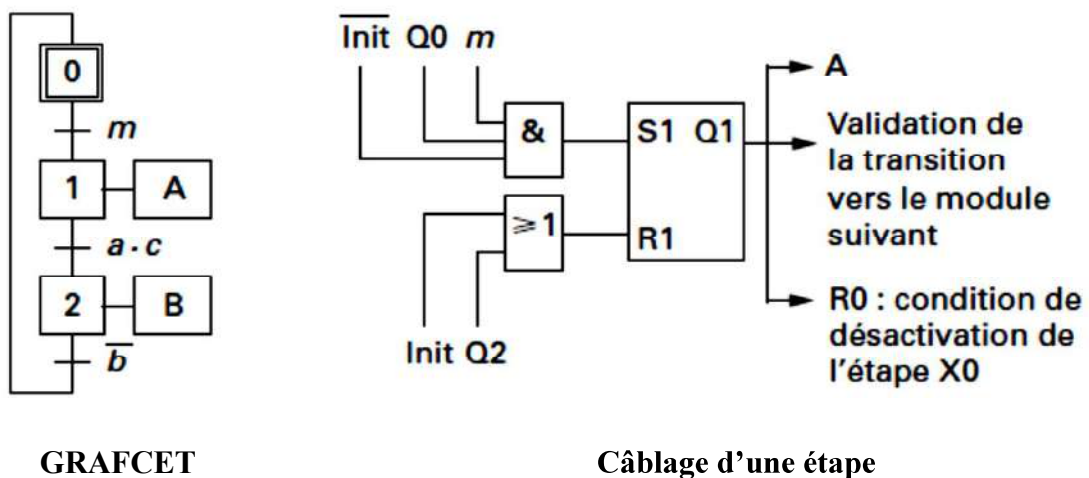 0
m
1
A
a . c
2
B
b̅
I̅n̅i̅t̅ Q0 m
&
S1 Q1
≥1
R1
Init Q2
A
Validation de
la transition
vers le module
suivant
R0 : condition de
désactivation de
l'étape X0
GRAFCET
Câblage d'une étape